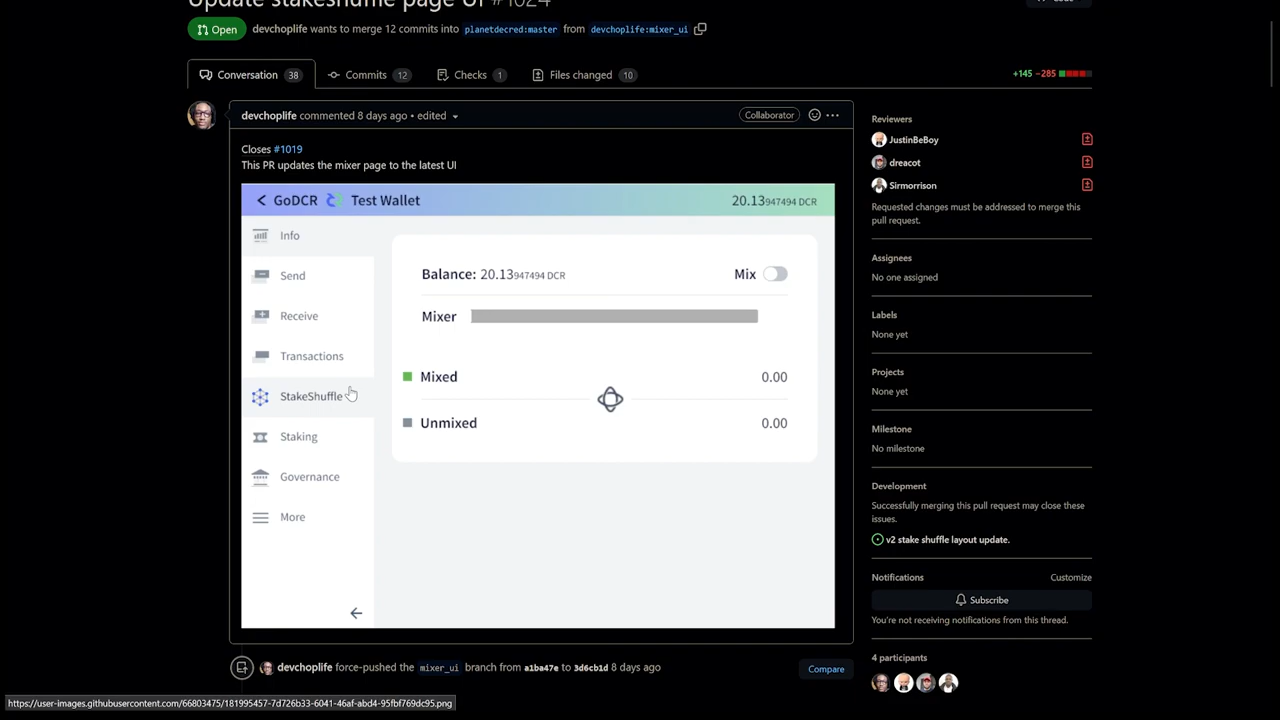 Update stakeshuffle page UI #1024
Open
devchoplife wants to merge 12 commits into planetdecred:master from devchoplife:mixer_ui
Conversation 38
Commits 12
Checks 1
Files changed 10
+145 −285
devchoplife commented 8 days ago • edited
Collaborator
Closes #1019
This PR updates the mixer page to the latest UI
GoDCR Test Wallet
20.13947494 DCR
Info
Send
Receive
Transactions
StakeShuffle
Staking
Governance
More
Balance: 20.13947494 DCR
Mix
Mixer
Mixed 0.00
Unmixed 0.00
devchoplife force-pushed the mixer_ui branch from a1ba47e to 3d6cb1d 8 days ago
Compare
Reviewers
JustinBeBoy
dreacot
Sirmorrison
Requested changes must be addressed to merge this
pull request.
Assignees
No one assigned
Labels
None yet
Projects
None yet
Milestone
No milestone
Development
Successfully merging this pull request may close these
issues.
v2 stake shuffle layout update.
Notifications
Customize
Subscribe
You're not receiving notifications from this thread.
4 participants
https://user-images.githubusercontent.com/66803475/181995457-7d726b33-6041-46af-abd4-95fbf769dc95.png